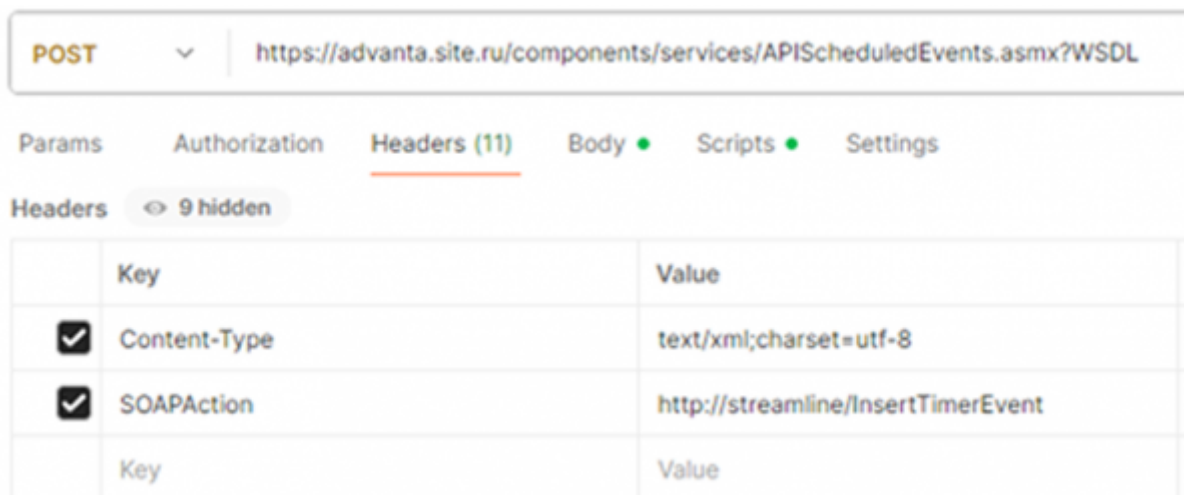 POST https://advanta.site.ru/components/services/APIScheduledEvents.asmx?WSDL
Params Authorization Headers (11) Body Scripts Settings
Headers 9 hidden
Key Value
Content-Type text/xml;charset=utf-8
SOAPAction http://streamline/InsertTimerEvent
Key Value